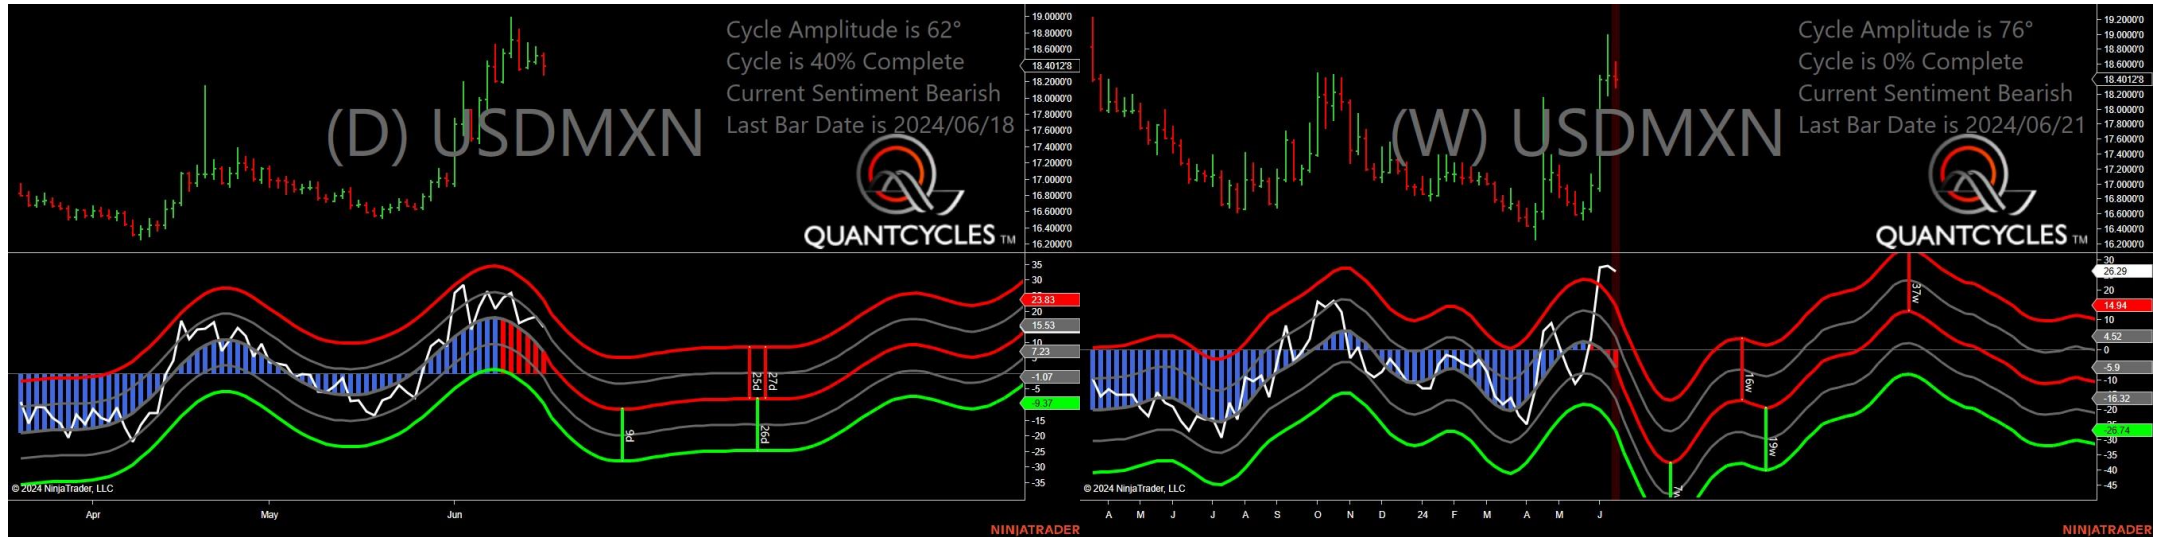 Cycle Amplitude is 62°
Cycle is 40% Complete
Current Sentiment Bearish
Last Bar Date is 2024/06/18
(D) USDMXN
QUANTCYCLES TM
19.0000'0
18.6000'0
18.4012'8
18.2000'0
18.0000'0
17.8000'0
17.6000'0
17.4000'0
17.2000'0
17.0000'0
16.8000'0
16.6000'0
16.4000'0
16.2000'0
35
30
23.83
20
15.53
10
7.23
-1.07
-5
-9.37
-15
-20
-25
-30
-35
9d
25d
27d
26d
© 2024 NinjaTrader, LLC
Apr
May
Jun
NINJATRADER
Cycle Amplitude is 76°
Cycle is 0% Complete
Current Sentiment Bearish
Last Bar Date is 2024/06/21
(W) USDMXN
QUANTCYCLES TM
19.2000'0
19.0000'0
18.8000'0
18.6000'0
18.4012'8
18.2000'0
18.0000'0
17.8000'0
17.6000'0
17.4000'0
17.2000'0
17.0000'0
16.8000'0
16.6000'0
16.4000'0
16.2000'0
30
26.29
20
14.94
10
4.52
0
-5.9
-10
-16.32
-20
-26.74
-30
-35
-40
-45
7w
16w
19w
37w
© 2024 NinjaTrader, LLC
A M J J A S O N D 24 F M A M J
NINJATRADER